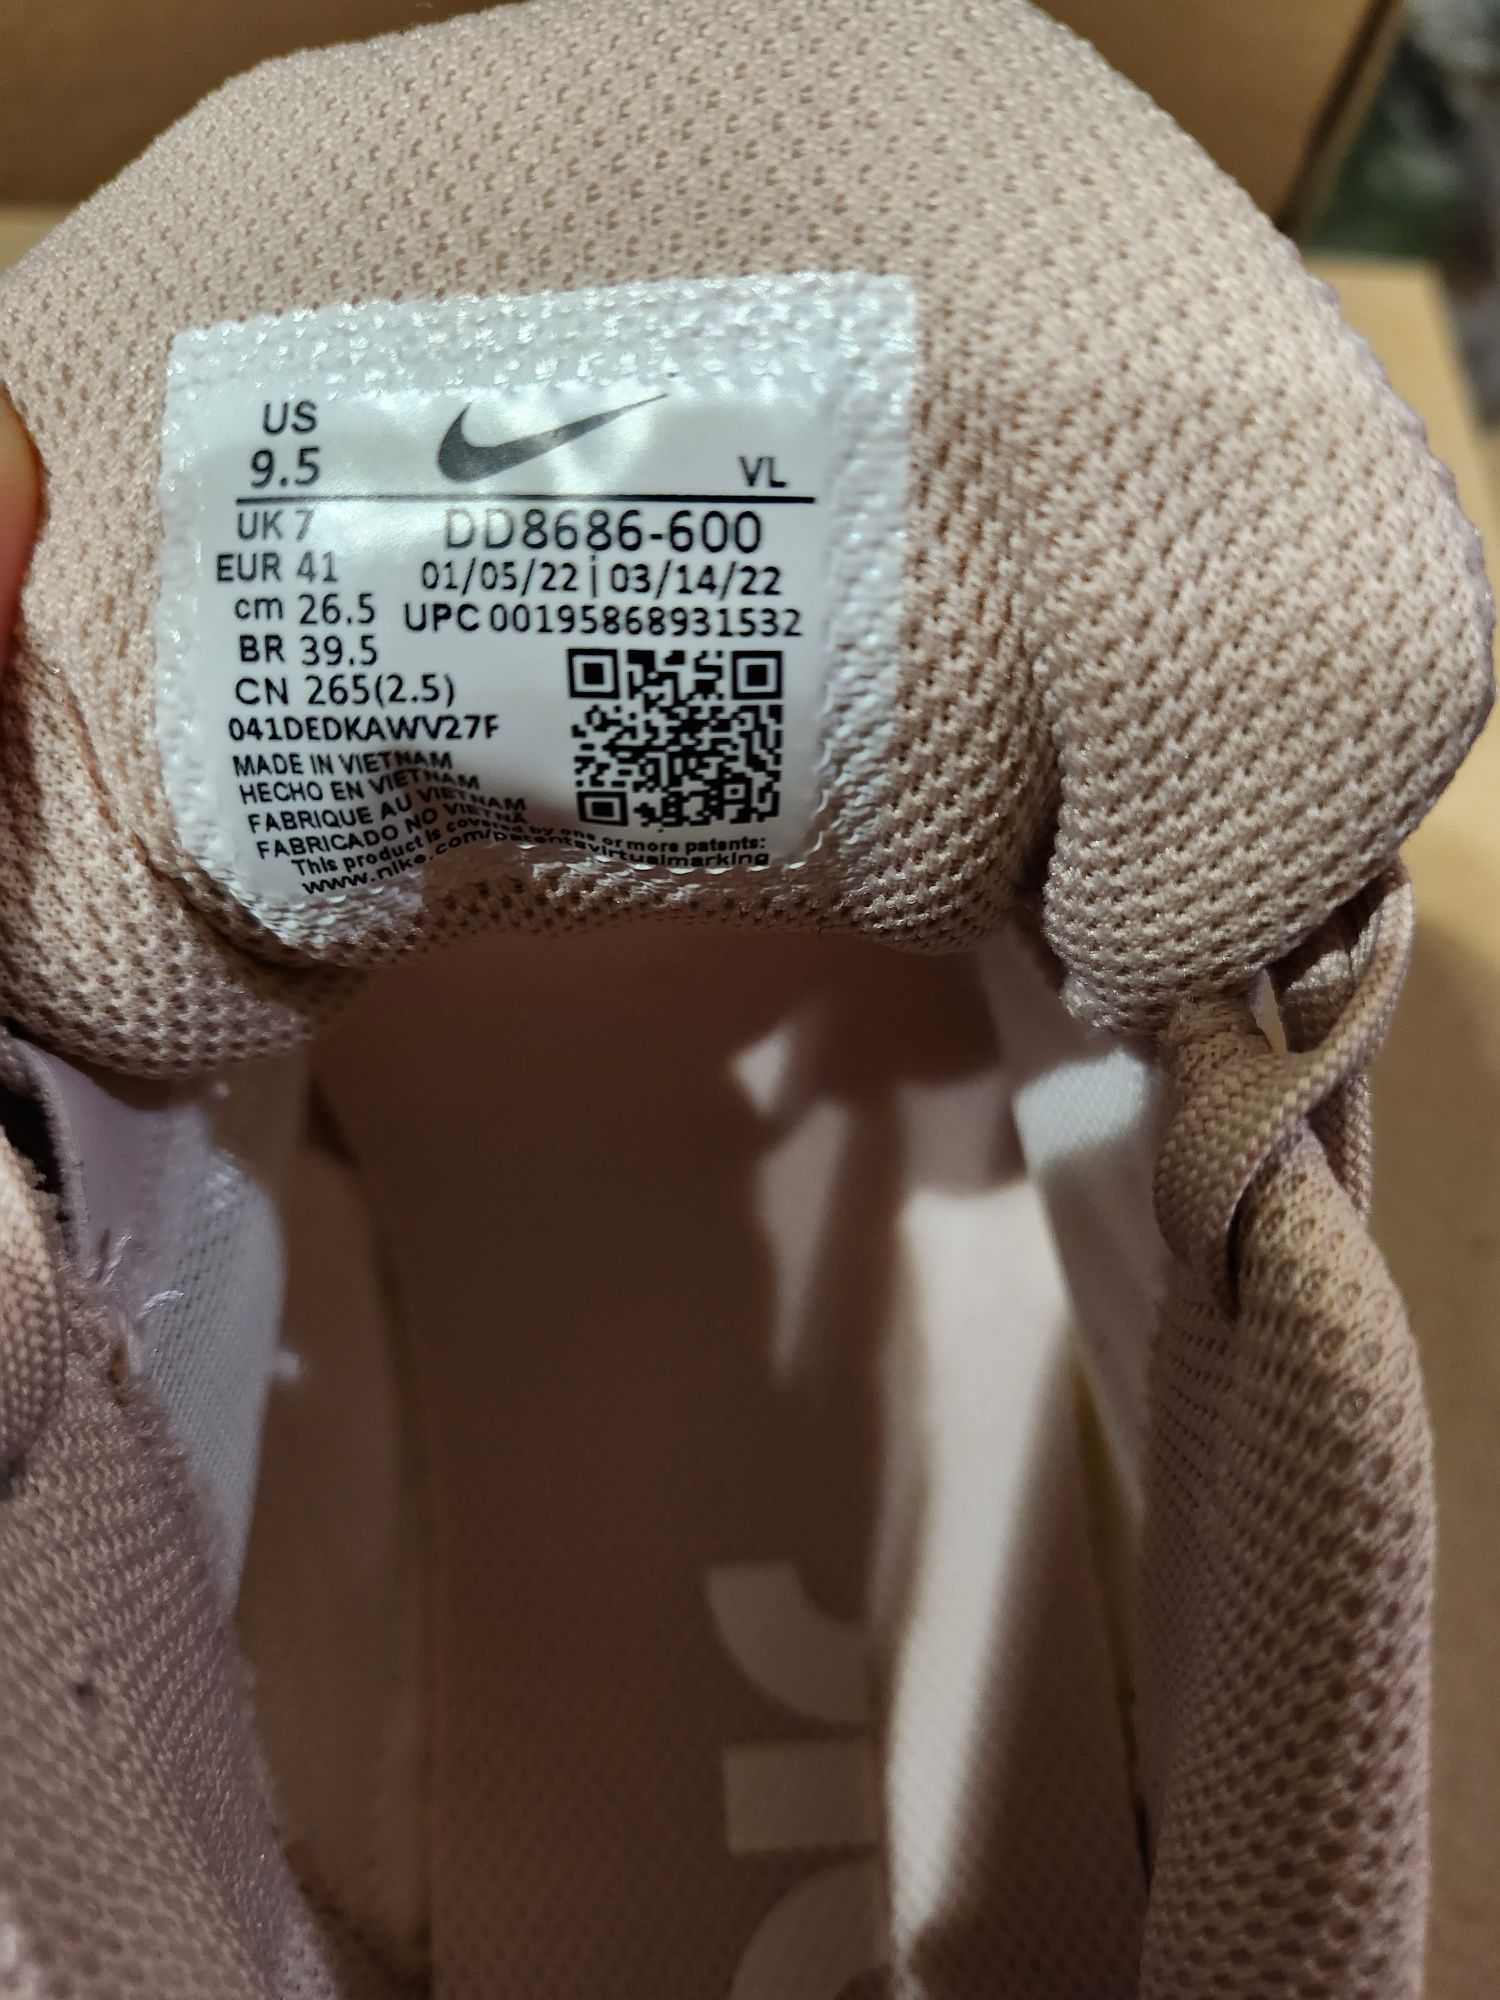 US
9.5 VL
UK 7 DD8686-600
EUR 41 01/05/22 | 03/14/22
cm 26.5 UPC 00195868931532
BR 39.5
CN 265(2.5)
041DEDKAWV27F
MADE IN VIETNAM
HECHO EN VIETNAM
FABRIQUE AU VIETNAM
FABRICADO NO VIETNÃ
This product is covered by one or more patents:
www.nike.com/patentsvirtualmarking